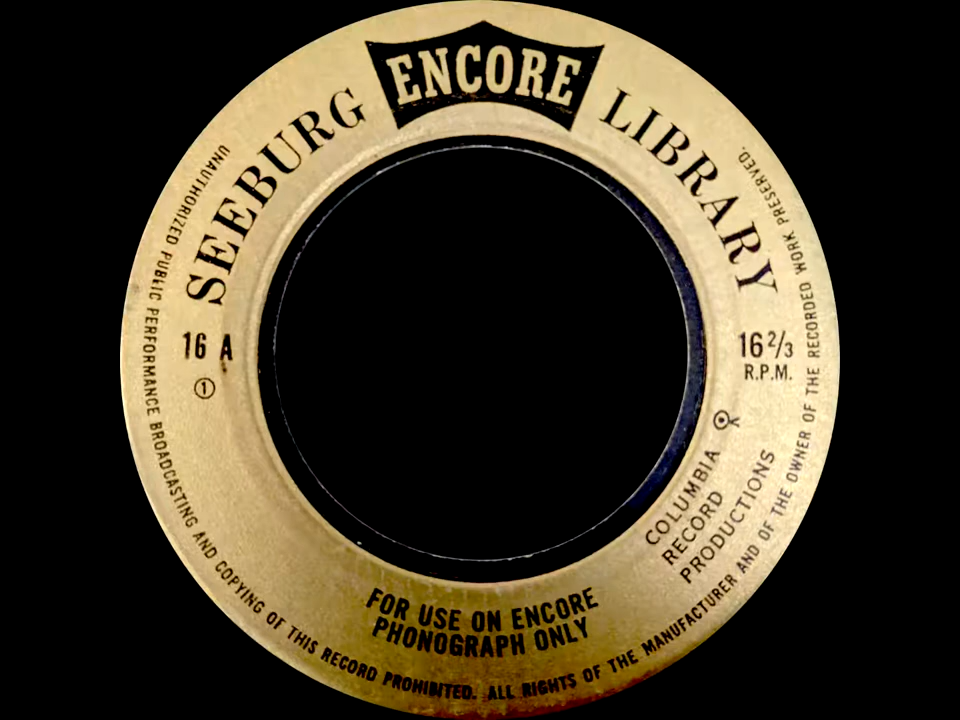 SEEBURG ENCORE LIBRARY
16 A
①
16 2/3
R.P.M.
COLUMBIA
RECORD
PRODUCTIONS
FOR USE ON ENCORE
PHONOGRAPH ONLY
UNAUTHORIZED PUBLIC PERFORMANCE BROADCASTING AND COPYING OF THIS RECORD PROHIBITED. ALL RIGHTS OF THE MANUFACTURER AND OF THE OWNER OF THE RECORDED WORK PRESERVED.